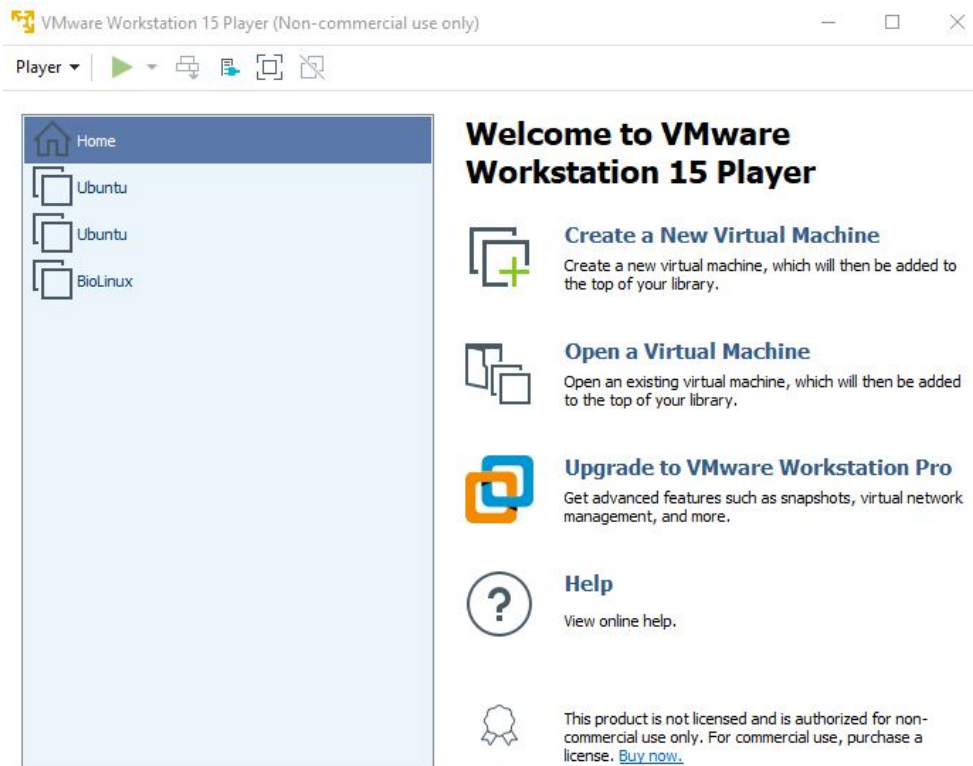 VMware Workstation 15 Player (Non-commercial use only)
Player
Home
Ubuntu
Ubuntu
BioLinux
Welcome to VMware
Workstation 15 Player
Create a New Virtual Machine
Create a new virtual machine, which will then be added to
the top of your library.
Open a Virtual Machine
Open an existing virtual machine, which will then be added
to the top of your library.
Upgrade to VMware Workstation Pro
Get advanced features such as snapshots, virtual network
management, and more.
Help
View online help.
This product is not licensed and is authorized for non-
commercial use only. For commercial use, purchase a
license. Buy now.